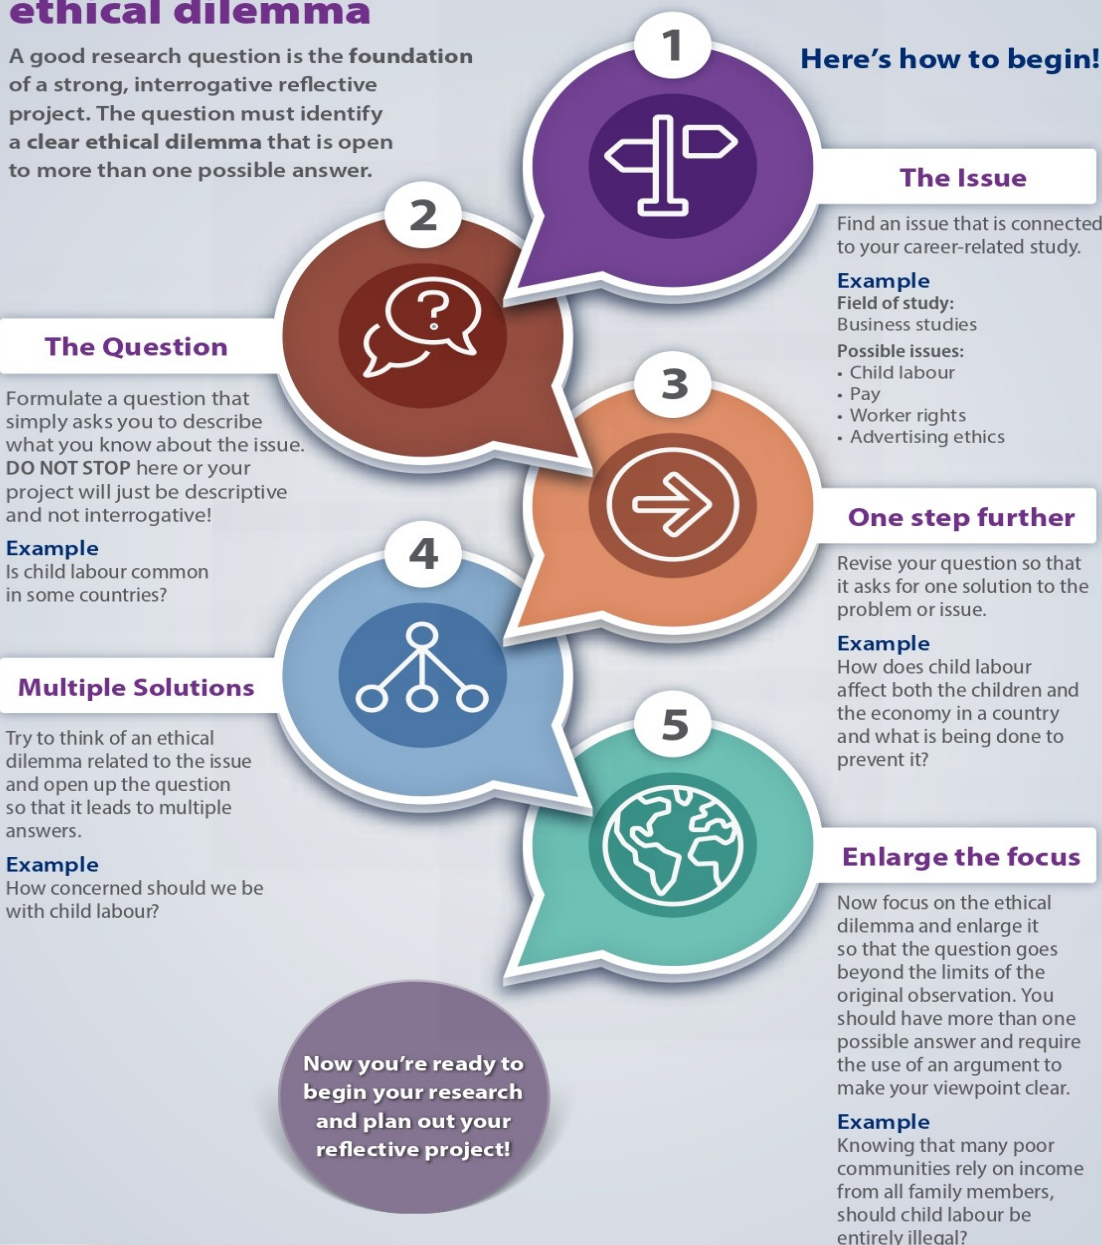 ethical dilemma
A good research question is the foundation
of a strong, interrogative reflective
project. The question must identify
a clear ethical dilemma that is open
to more than one possible answer.
Here's how to begin!
1
The Issue
Find an issue that is connected
to your career-related study.
Example
Field of study:
Business studies
Possible issues:
• Child labour
• Pay
• Worker rights
• Advertising ethics
2
?
The Question
Formulate a question that
simply asks you to describe
what you know about the issue.
DO NOT STOP here or your
project will just be descriptive
and not interrogative!
Example
Is child labour common
in some countries?
3
One step further
Revise your question so that
it asks for one solution to the
problem or issue.
Example
How does child labour
affect both the children and
the economy in a country
and what is being done to
prevent it?
4
Multiple Solutions
Try to think of an ethical
dilemma related to the issue
and open up the question
so that it leads to multiple
answers.
Example
How concerned should we be
with child labour?
5
Enlarge the focus
Now focus on the ethical
dilemma and enlarge it
so that the question goes
beyond the limits of the
original observation. You
should have more than one
possible answer and require
the use of an argument to
make your viewpoint clear.
Example
Knowing that many poor
communities rely on income
from all family members,
should child labour be
entirely illegal?
Now you're ready to
begin your research
and plan out your
reflective project!